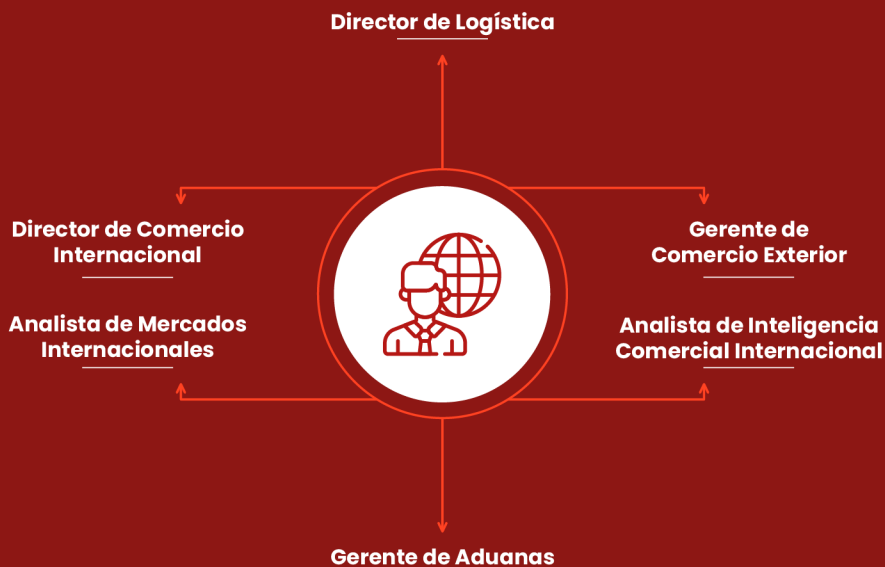 Director de Logística
Director de Comercio
Internacional
Gerente de
Comercio Exterior
Analista de Mercados
Internacionales
Analista de Inteligencia
Comercial Internacional
Gerente de Aduanas